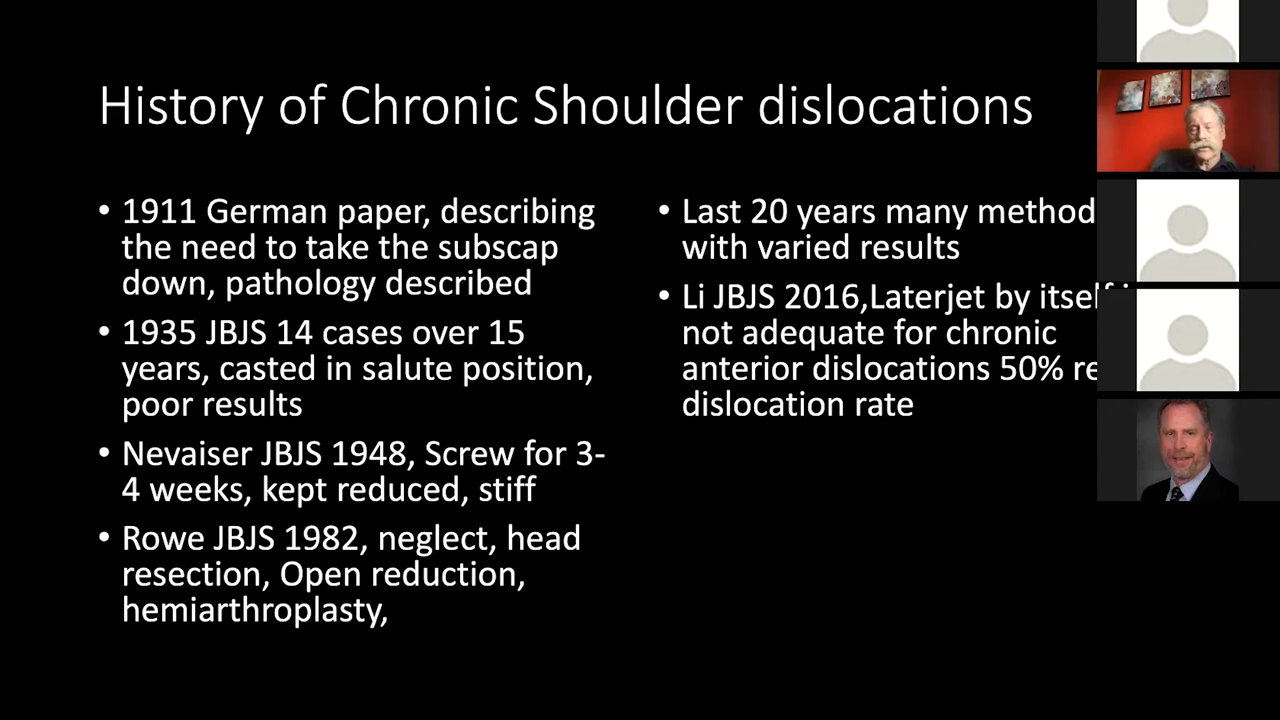 History of Chronic Shoulder dislocations
• 1911 German paper, describing
the need to take the subscap
down, pathology described
• 1935 JBJS 14 cases over 15
years, casted in salute position,
poor results
• Nevaiser JBJS 1948, Screw for 3-
4 weeks, kept reduced, stiff
• Rowe JBJS 1982, neglect, head
resection, Open reduction,
hemiarthroplasty,
• Last 20 years many method
with varied results
• Li JBJS 2016,Laterjet by itself
not adequate for chronic
anterior dislocations 50% re
dislocation rate